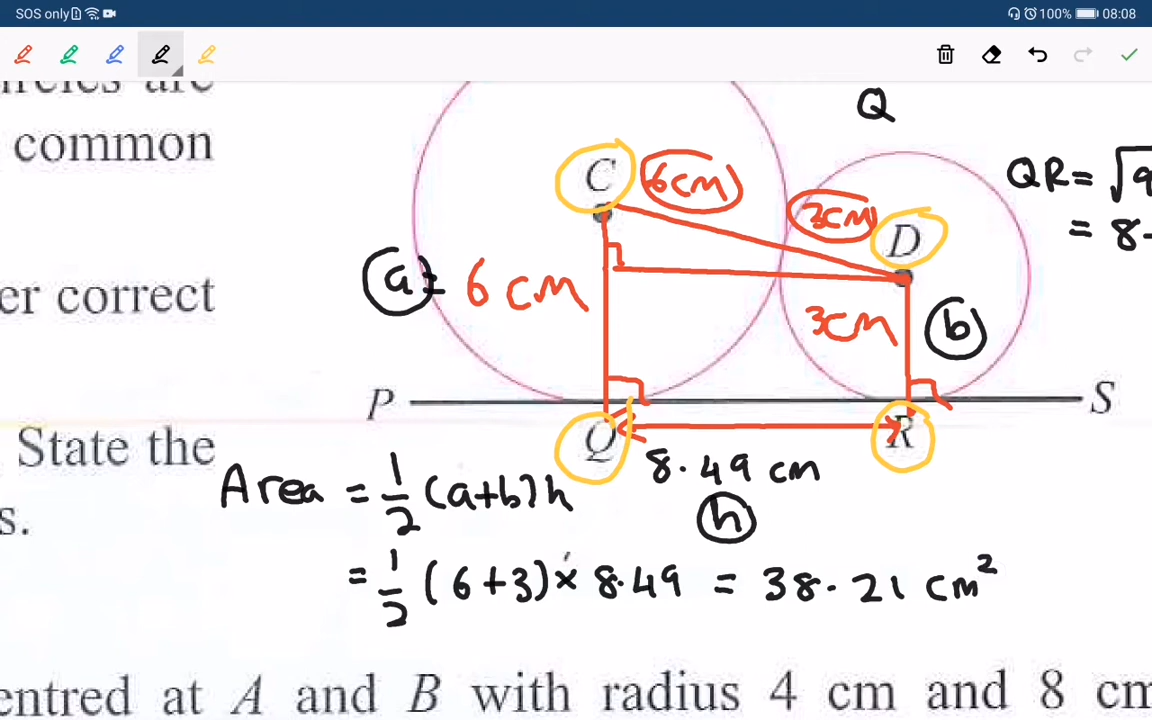 SOS only 100% 08:08
common
er correct
State the
s.
Q
QR = √9
= 8.
C 6cm
3cm D
a = 6 cm
3cm b
P S
Q R
8.49 cm
h
Area = 1/2 (a+b) h
= 1/2 (6+3) × 8.49 = 38.21 cm²
entred at A and B with radius 4 cm and 8 cm